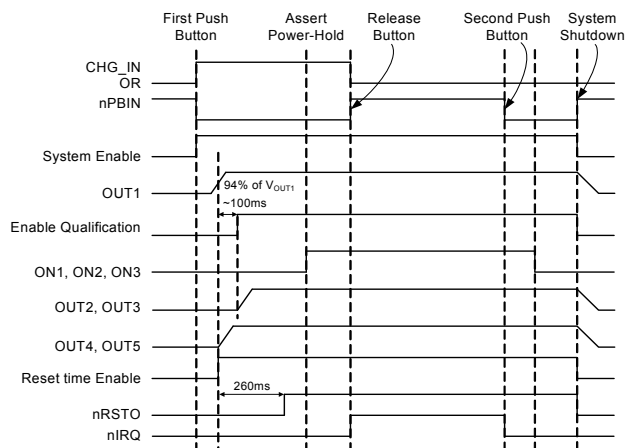 First Push
Button
Assert
Power-Hold
Release
Button
Second Push
Button
System
Shutdown
CHG_IN
OR
nPBIN
System Enable
OUT1
94% of VOUT1
~100ms
Enable Qualification
ON1, ON2, ON3
OUT2, OUT3
OUT4, OUT5
Reset time Enable
260ms
nRSTO
nIRQ